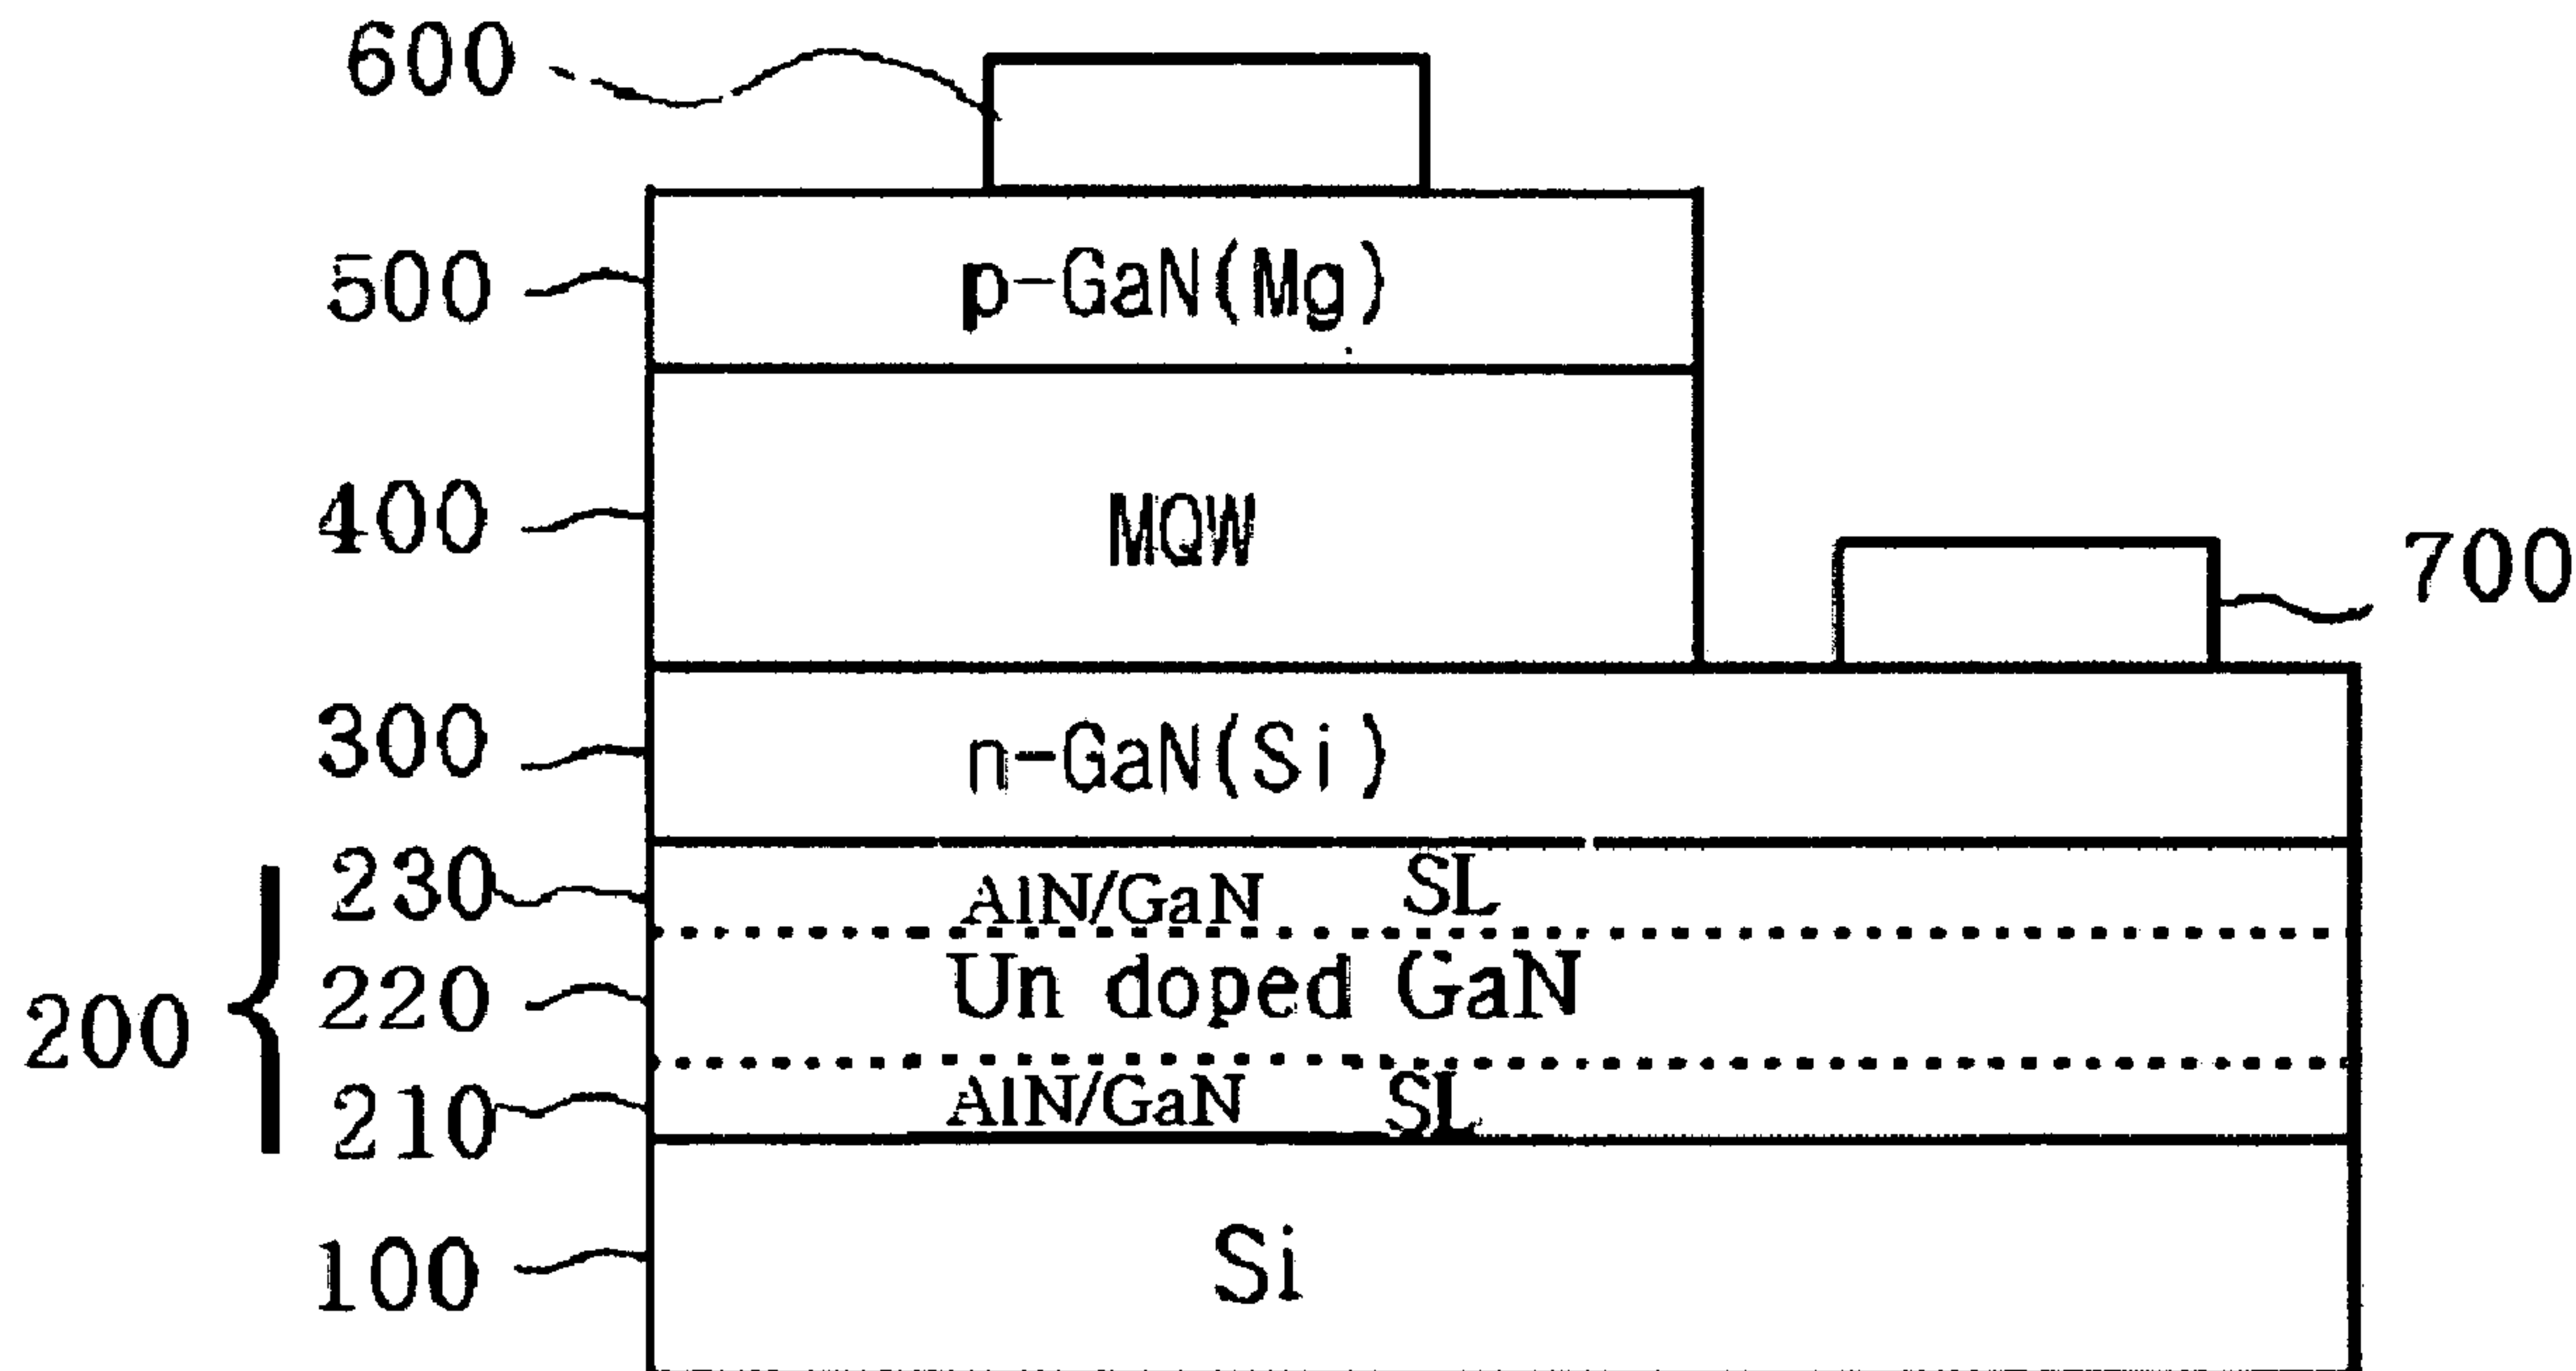 600
500 p-GaN(Mg)
400 MQW
700
300 n-GaN(Si)
230 AlN/GaN SL
200 220 Un doped GaN
210 AlN/GaN SL
100 Si